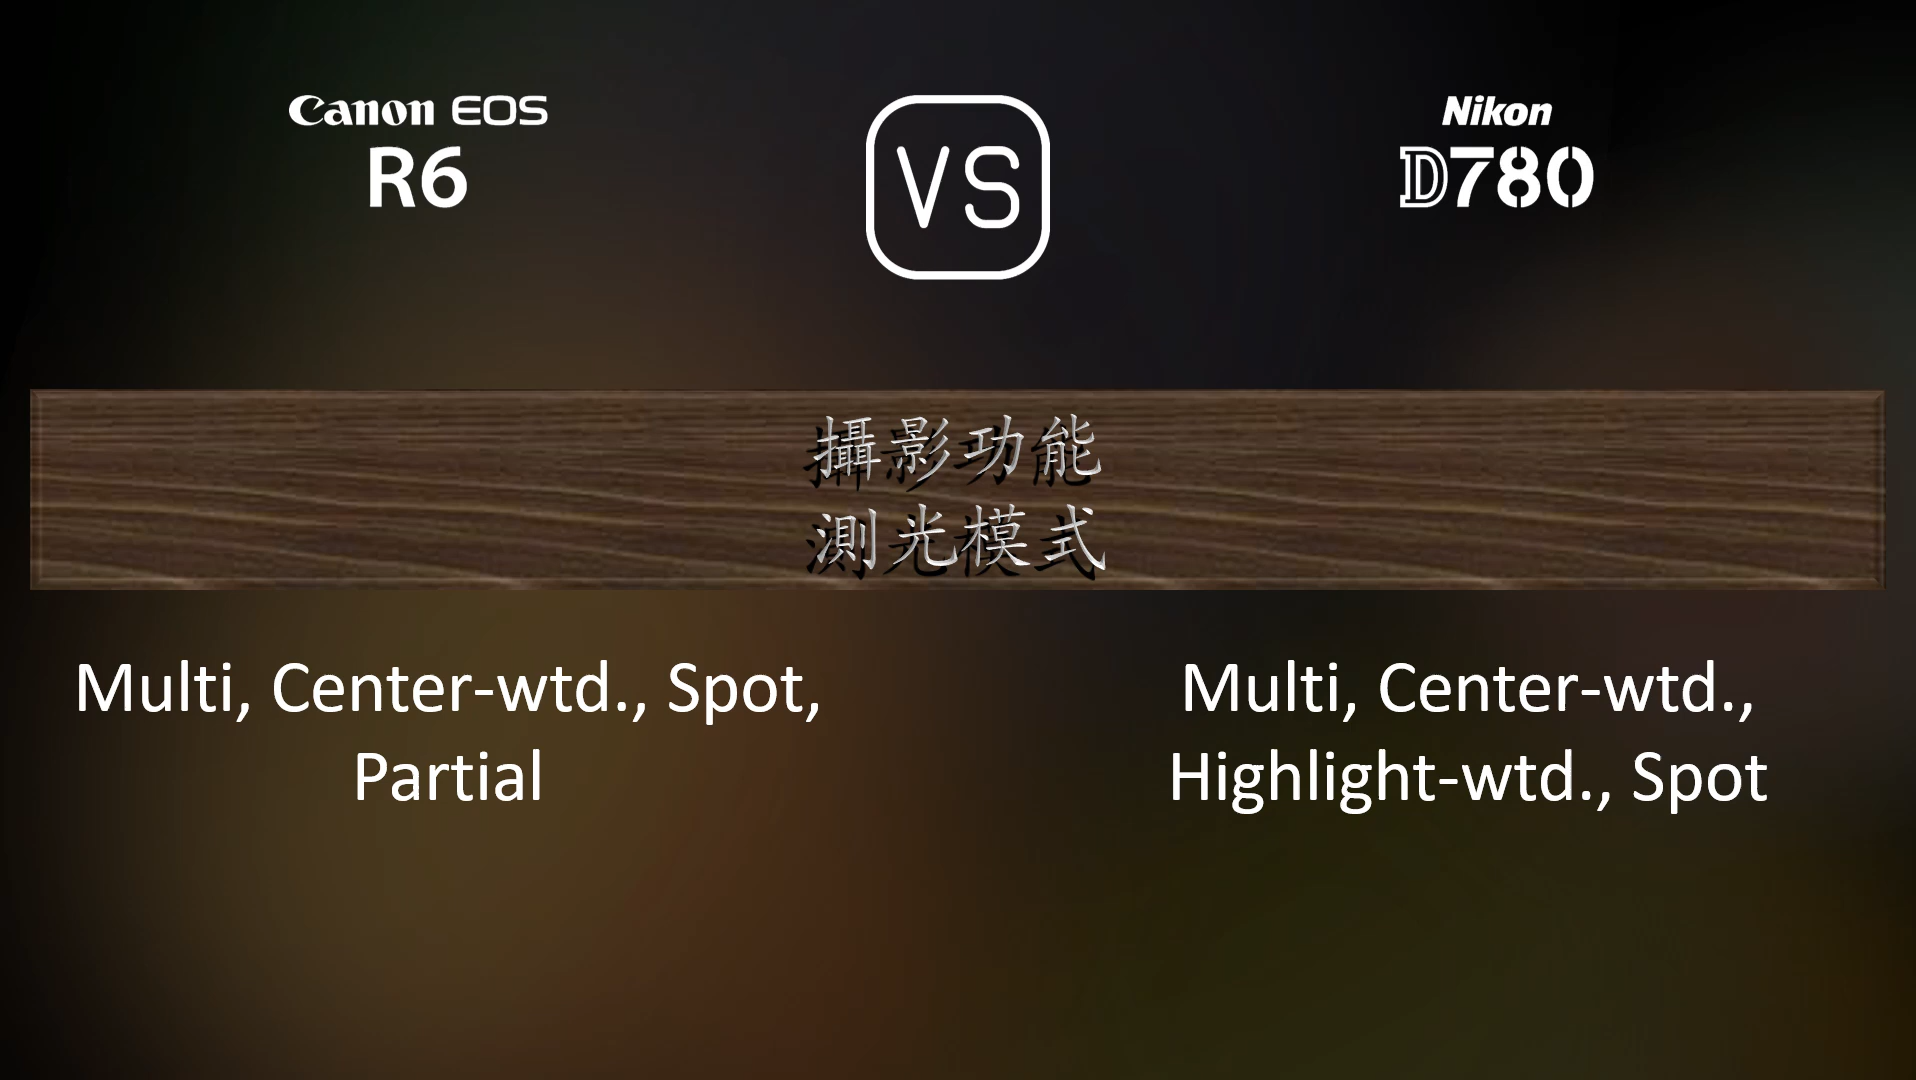 Canon EOS
R6
VS
Nikon
D780
攝影功能
測光模式
Multi, Center-wtd., Spot,
Partial
Multi, Center-wtd.,
Highlight-wtd., Spot